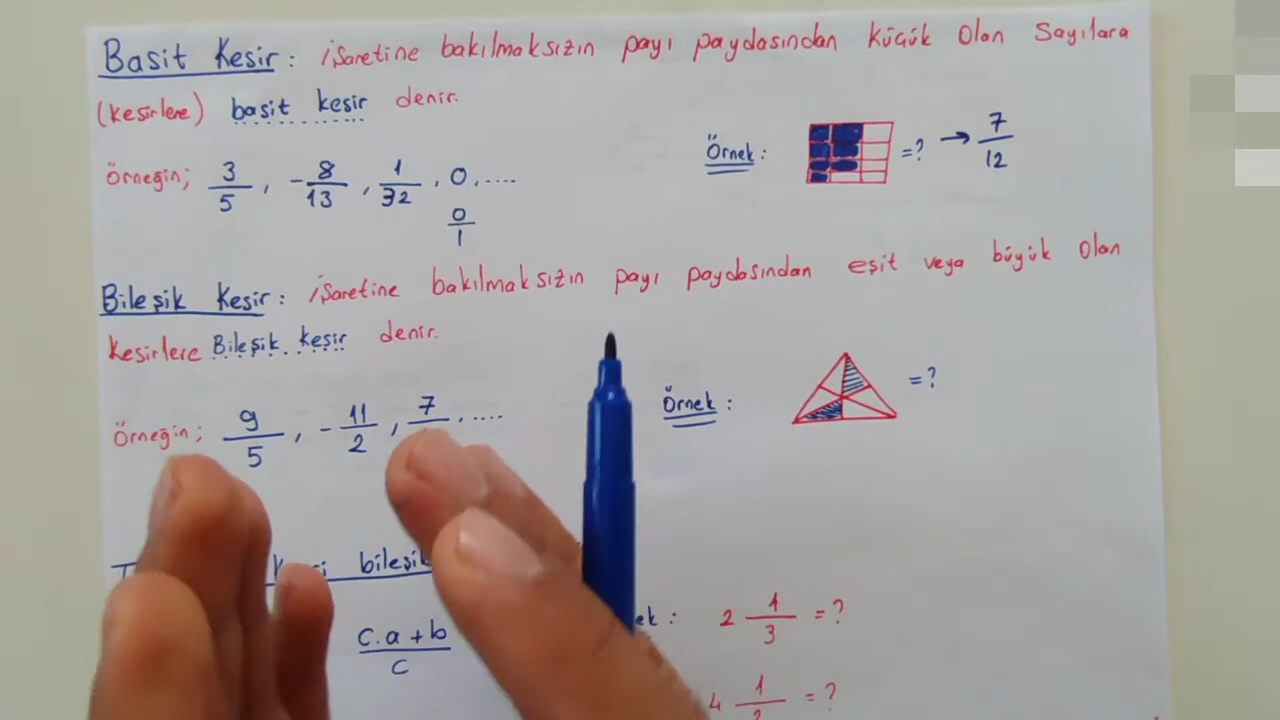 Basit Kesir: işaretine bakılmaksızın payı paydasından küçük olan sayılara
(kesirlere) basit kesir denir.
Örneğin; 3/5, -8/13, 1/32, 0, ....
0/1
Örnek: =? → 7/12
Bileşik Kesir: işaretine bakılmaksızın payı paydasından eşit veya büyük olan
kesirlere Bileşik kesir denir.
Örneğin; 9/5, -11/2, 7 , ....
Örnek: =?
bileşik
c.a+b/c
2 1/3 =?
4 1/2 =?